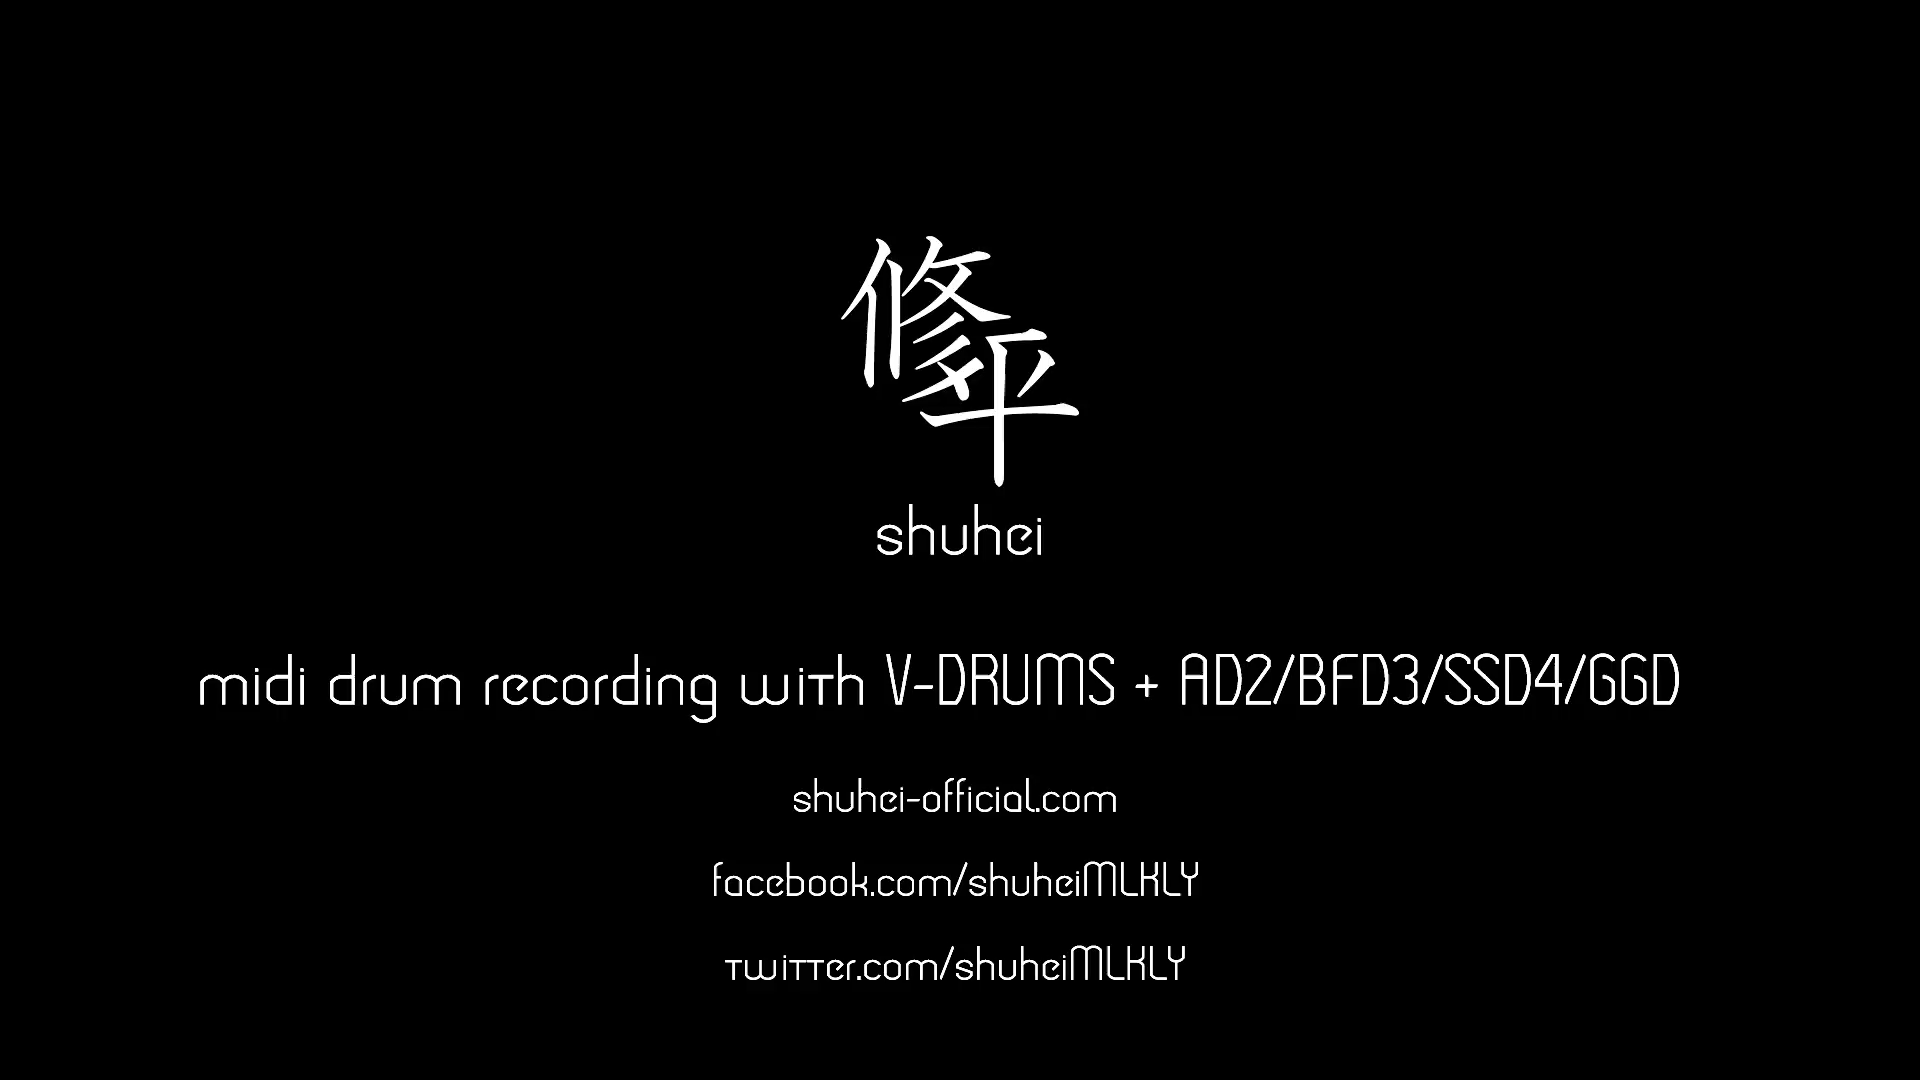 修平
shuhei
midi drum recording with V-DRUMS + AD2/BFD3/SSD4/GGD
shuhei-official.com
facebook.com/shuheiMLKLY
twitter.com/shuheiMLKLY